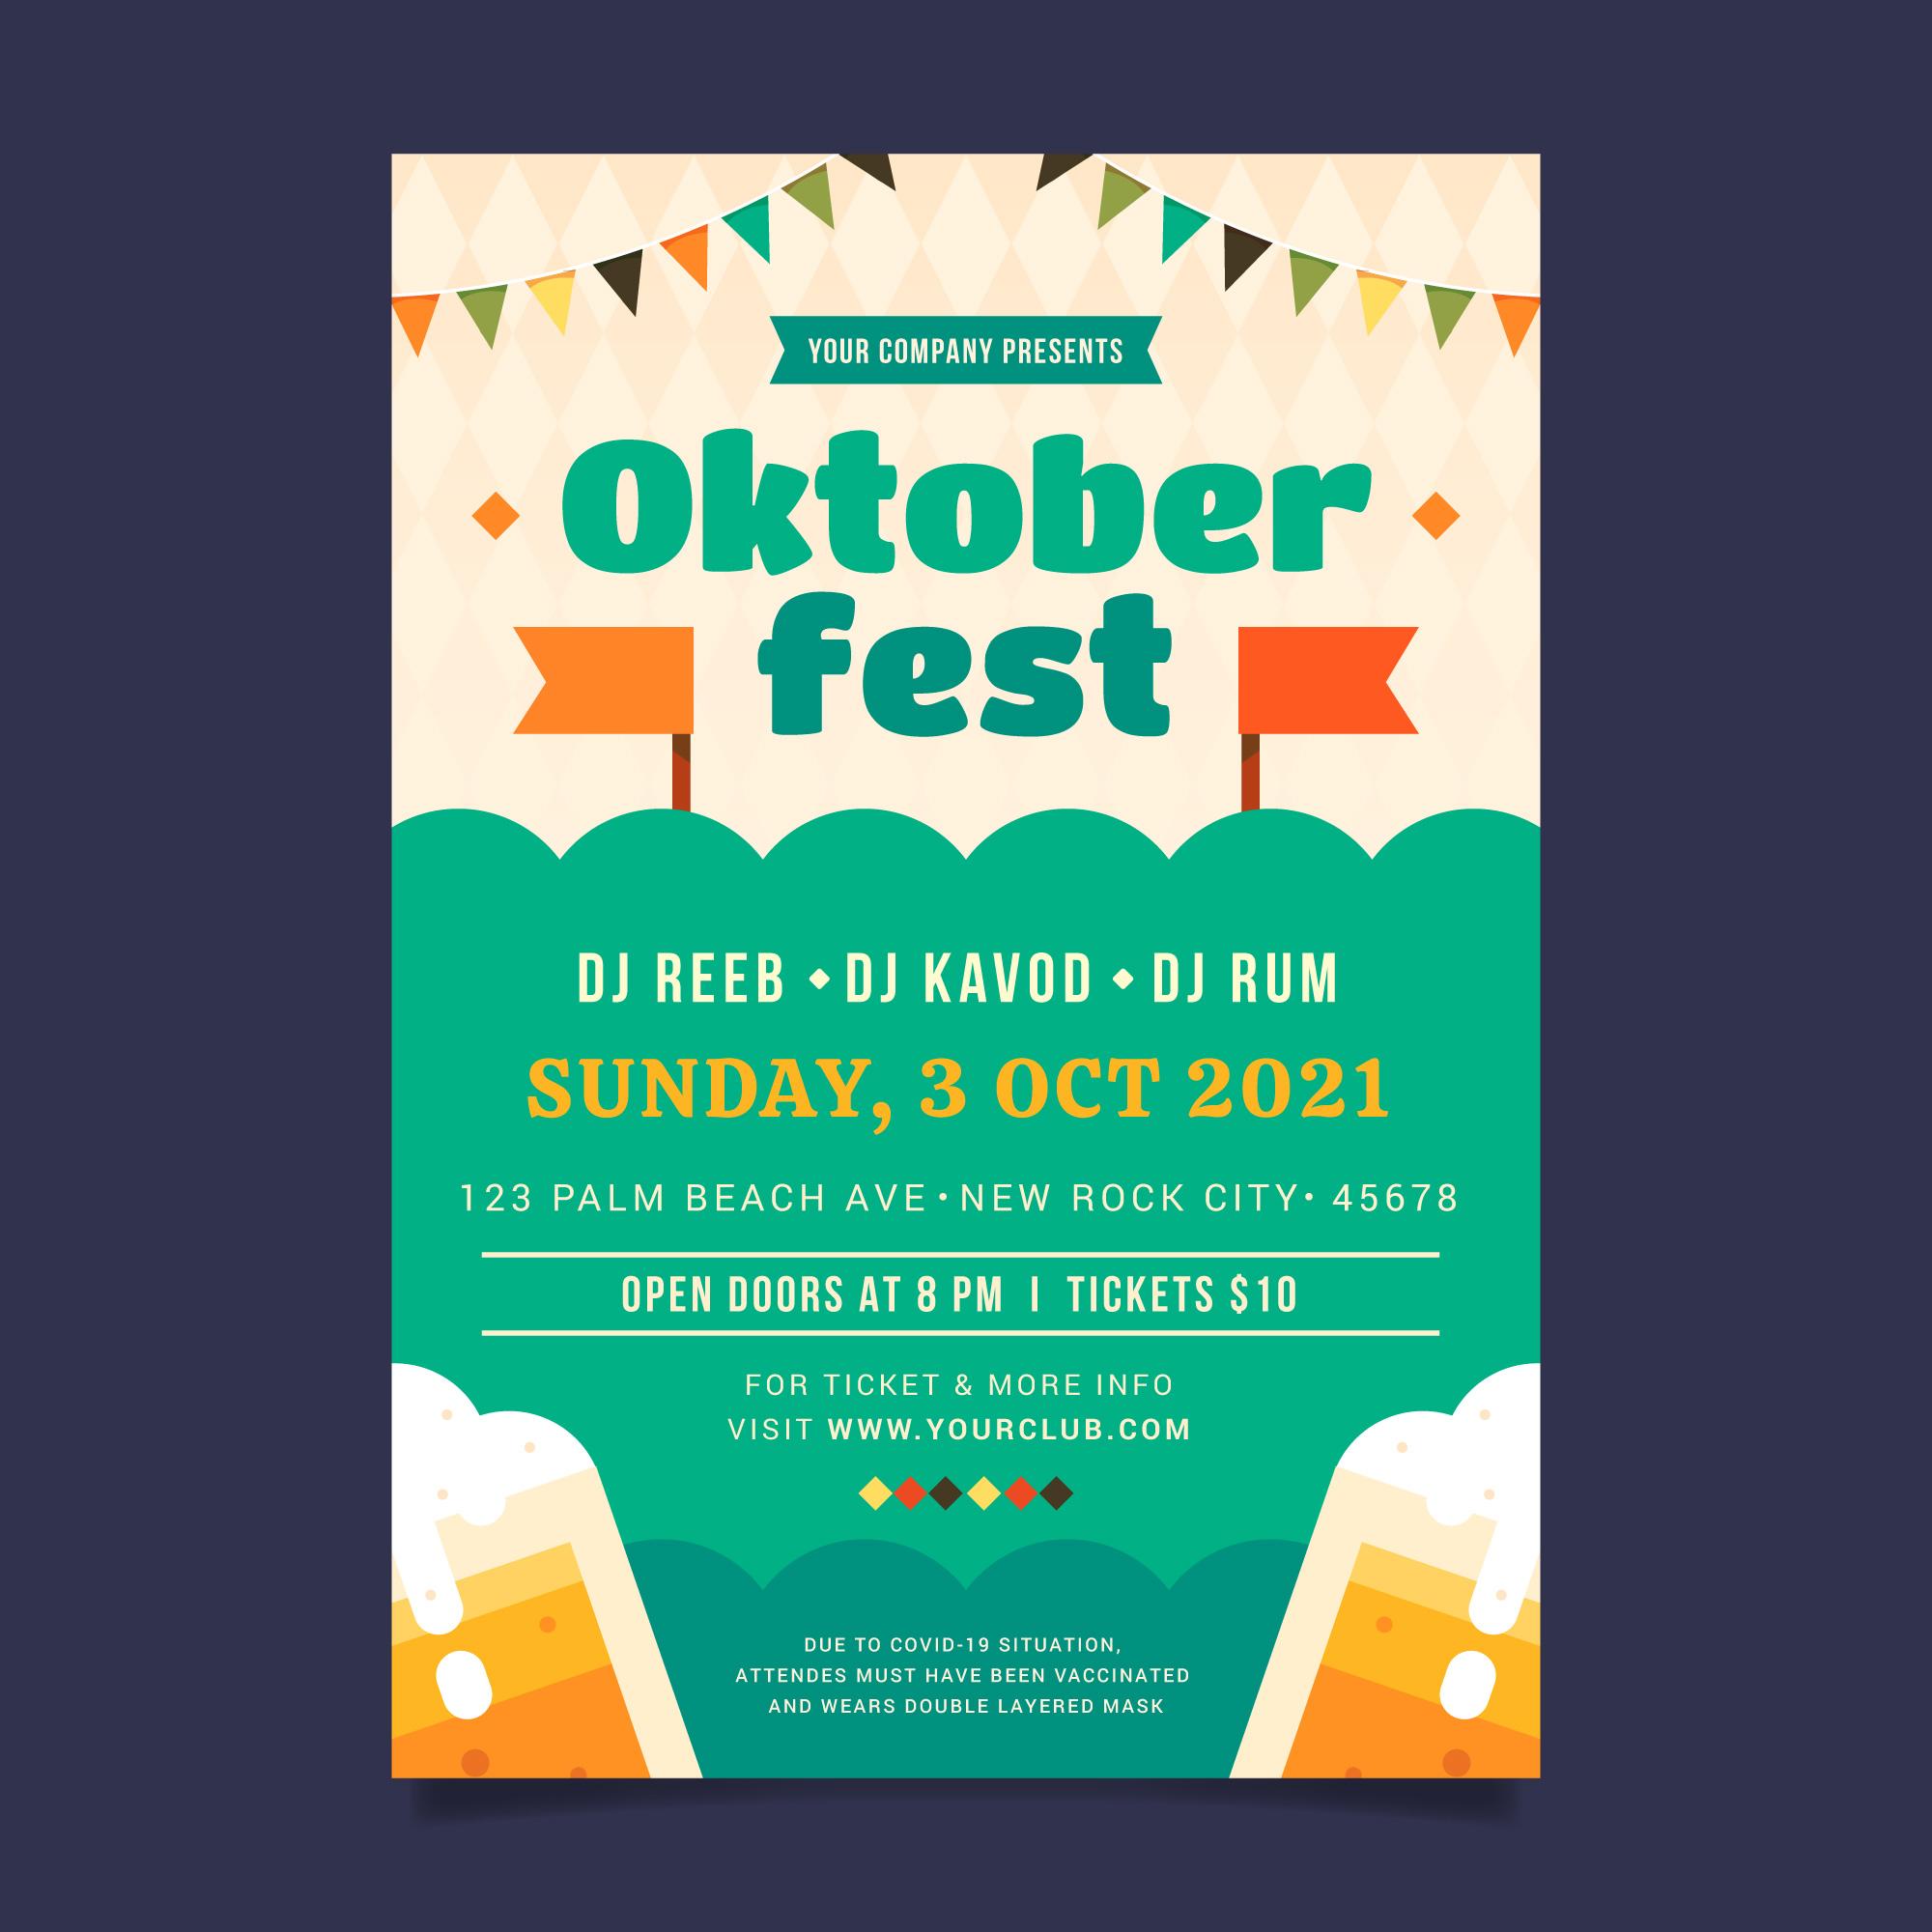 YOUR COMPANY PRESENTS
Oktober
fest
DJ REEB ◆ DJ KAVOD ◆ DJ RUM
SUNDAY, 3 OCT 2021
123 PALM BEACH AVE • NEW ROCK CITY • 45678
OPEN DOORS AT 8 PM | TICKETS $10
FOR TICKET & MORE INFO
VISIT WWW.YOURCLUB.COM
DUE TO COVID-19 SITUATION,
ATTENDES MUST HAVE BEEN VACCINATED
AND WEARS DOUBLE LAYERED MASK